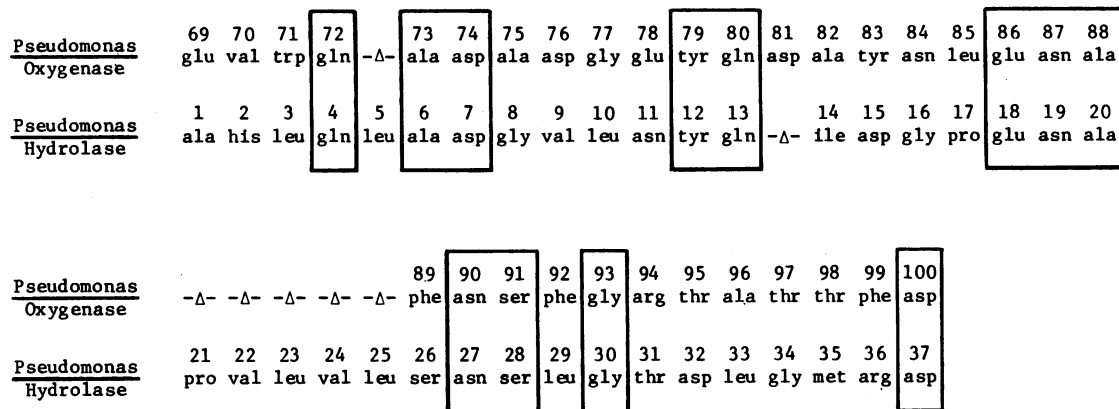 69 70 71 72 73 74 75 76 77 78 79 80 81 82 83 84 85 86 87 88
Pseudomonas
Oxygenase
glu val trp gln -Δ- ala asp ala asp gly glu tyr gln asp ala tyr asn leu glu asn ala
1 2 3 4 5 6 7 8 9 10 11 12 13 14 15 16 17 18 19 20
Pseudomonas
Hydrolase
ala his leu gln leu ala asp gly val leu asn tyr gln -Δ- ile asp gly pro glu asn ala
89 90 91 92 93 94 95 96 97 98 99 100
Pseudomonas
Oxygenase
-Δ- -Δ- -Δ- -Δ- -Δ- phe asn ser phe gly arg thr ala thr thr phe asp
21 22 23 24 25 26 27 28 29 30 31 32 33 34 35 36 37
Pseudomonas
Hydrolase
pro val leu val leu ser asn ser leu gly thr asp leu gly met arg asp